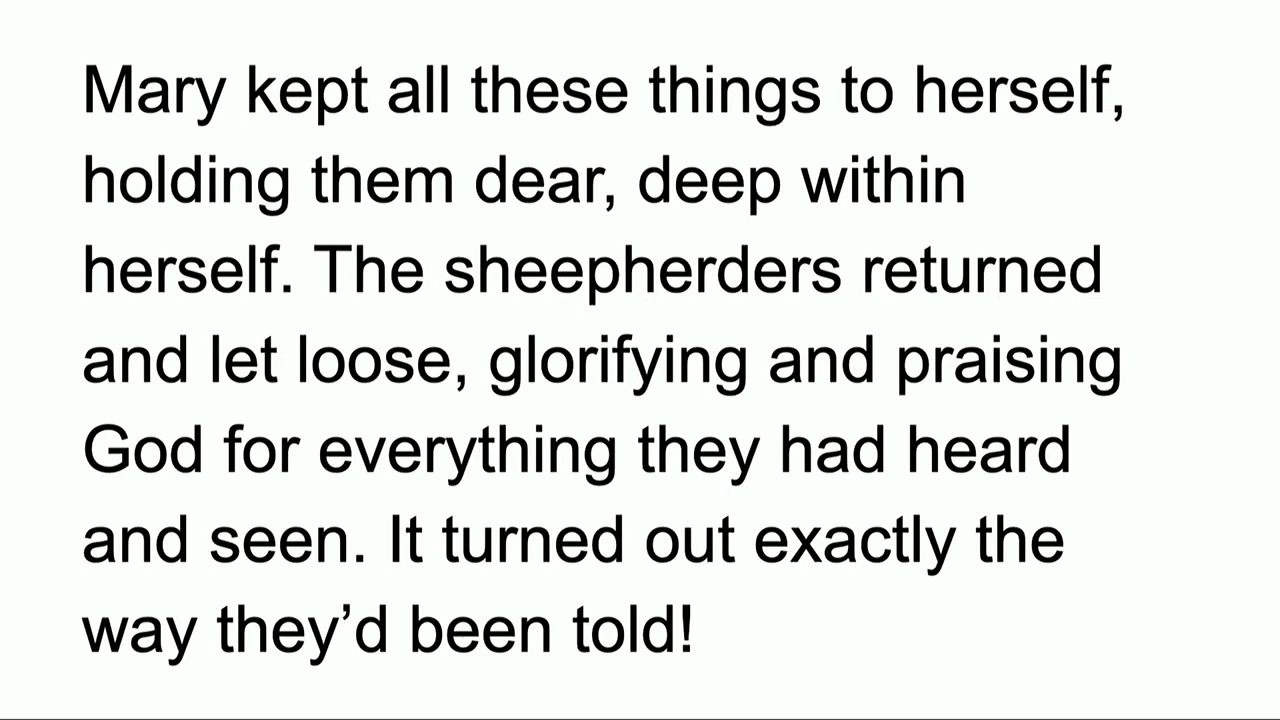 Mary kept all these things to herself,
holding them dear, deep within
herself. The sheepherders returned
and let loose, glorifying and praising
God for everything they had heard
and seen. It turned out exactly the
way they’d been told!